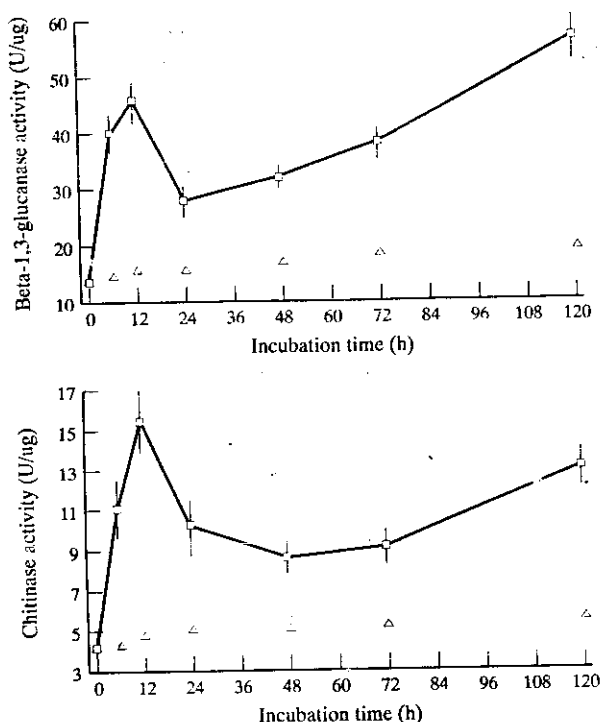 Beta-1,3-glucanase activity (U/ug)
60
50
40
30
20
10
0 12 24 36 48 60 72 84 96 108 120
Incubation time (h)
Chitinase activity (U/ug)
17
15
13
11
9
7
5
3
0 12 24 36 48 60 72 84 96 108 120
Incubation time (h)